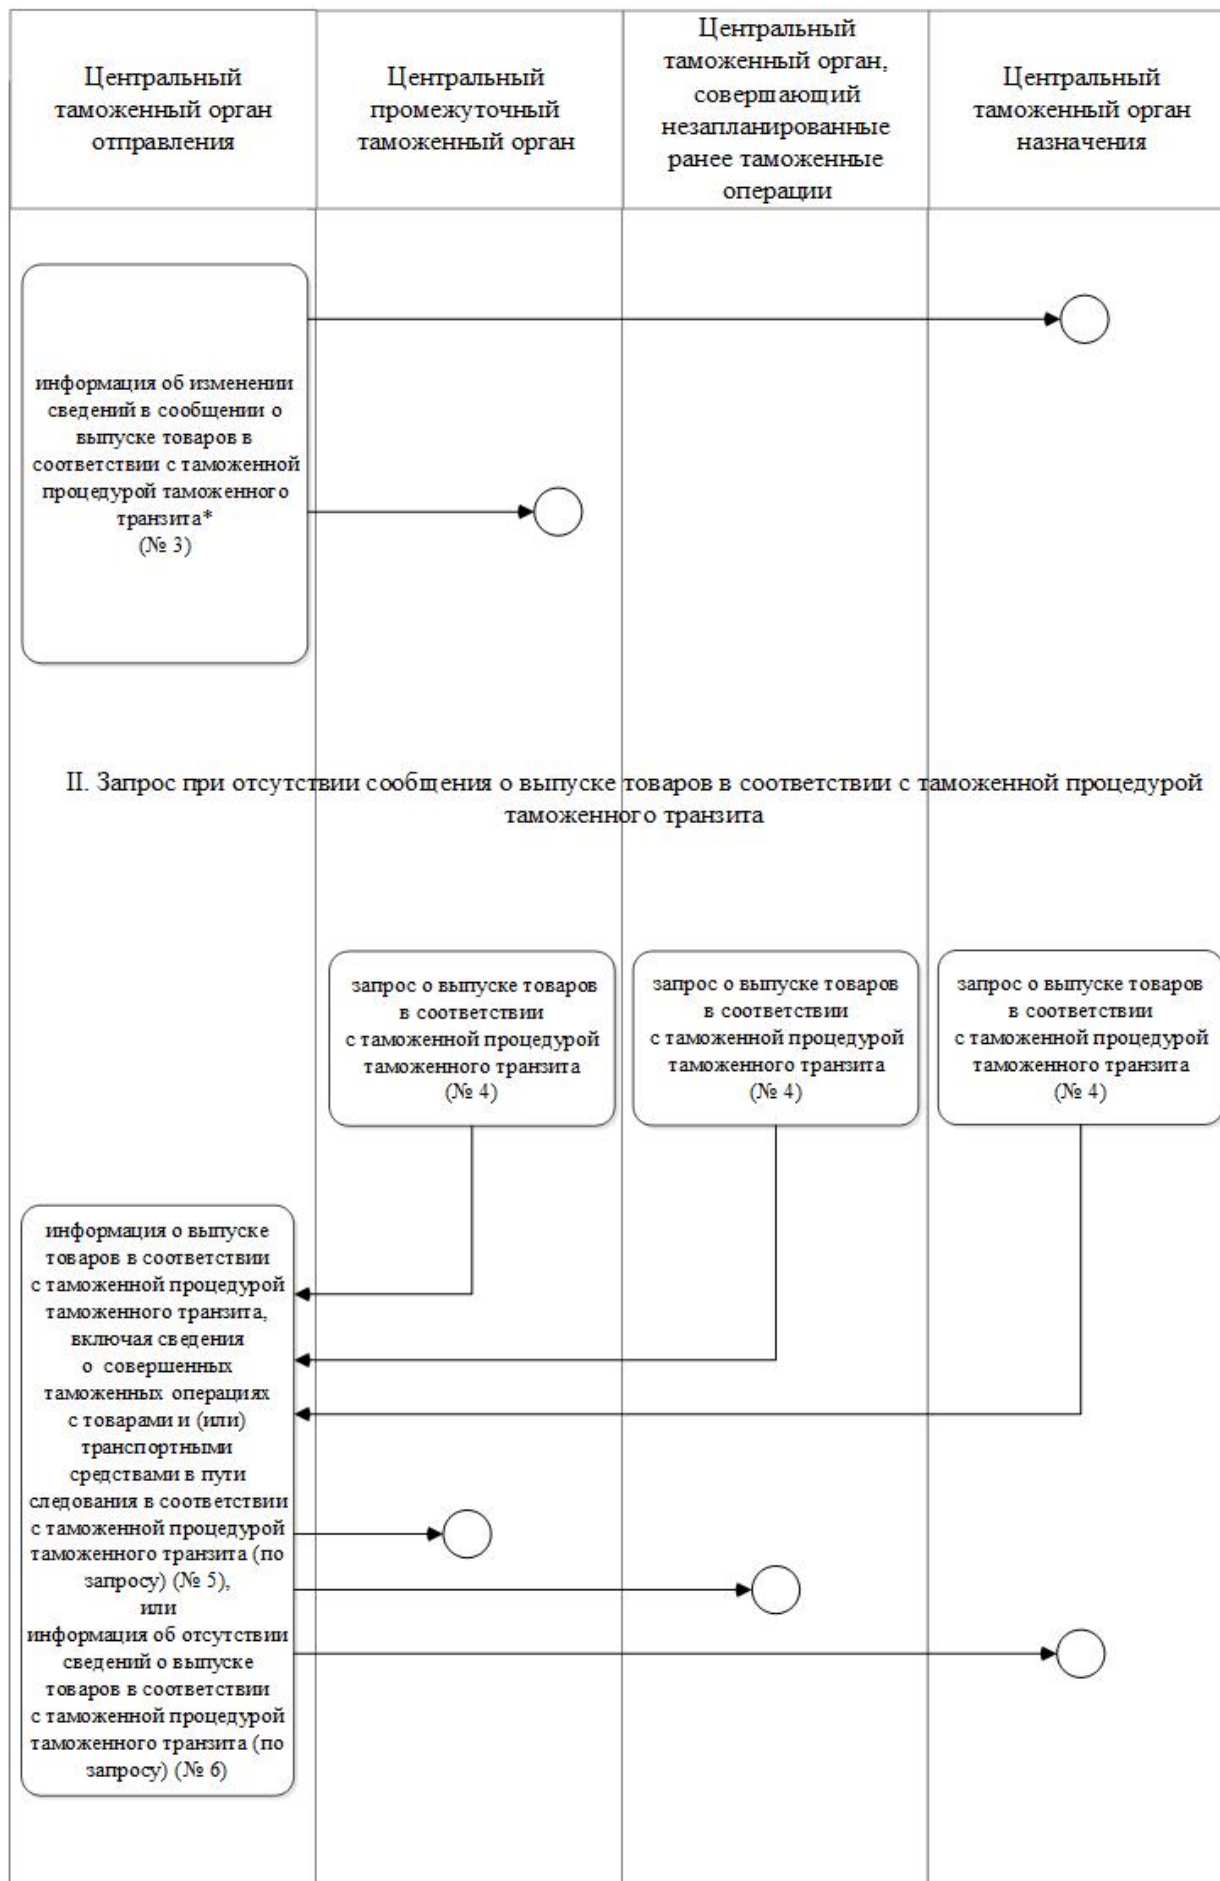 Центральный
таможенный орган
отправления
Центральный
промежуточный
таможенный орган
Центральный
таможенный орган,
совершающий
незапланированные
ранее таможенные
операции
Центральный
таможенный орган
назначения
информация об изменении
сведений в сообщении о
выпуске товаров в
соответствии с таможенной
процедурой таможенного
транзита*
(№ 3)
II. Запрос при отсутствии сообщения о выпуске товаров в соответствии с таможенной процедурой
таможенного транзита
запрос о выпуске товаров
в соответствии
с таможенной процедурой
таможенного транзита
(№ 4)
запрос о выпуске товаров
в соответствии
с таможенной процедурой
таможенного транзита
(№ 4)
запрос о выпуске товаров
в соответствии
с таможенной процедурой
таможенного транзита
(№ 4)
информация о выпуске
товаров в соответствии
с таможенной процедурой
таможенного транзита,
включая сведения
о совершенных
таможенных операциях
с товарами и (или)
транспортными
средствами в пути
следования в соответствии
с таможенной процедурой
таможенного транзита (по
запросу) (№ 5),
или
информация об отсутствии
сведений о выпуске
товаров в соответствии
с таможенной процедурой
таможенного транзита (по
запросу) (№ 6)